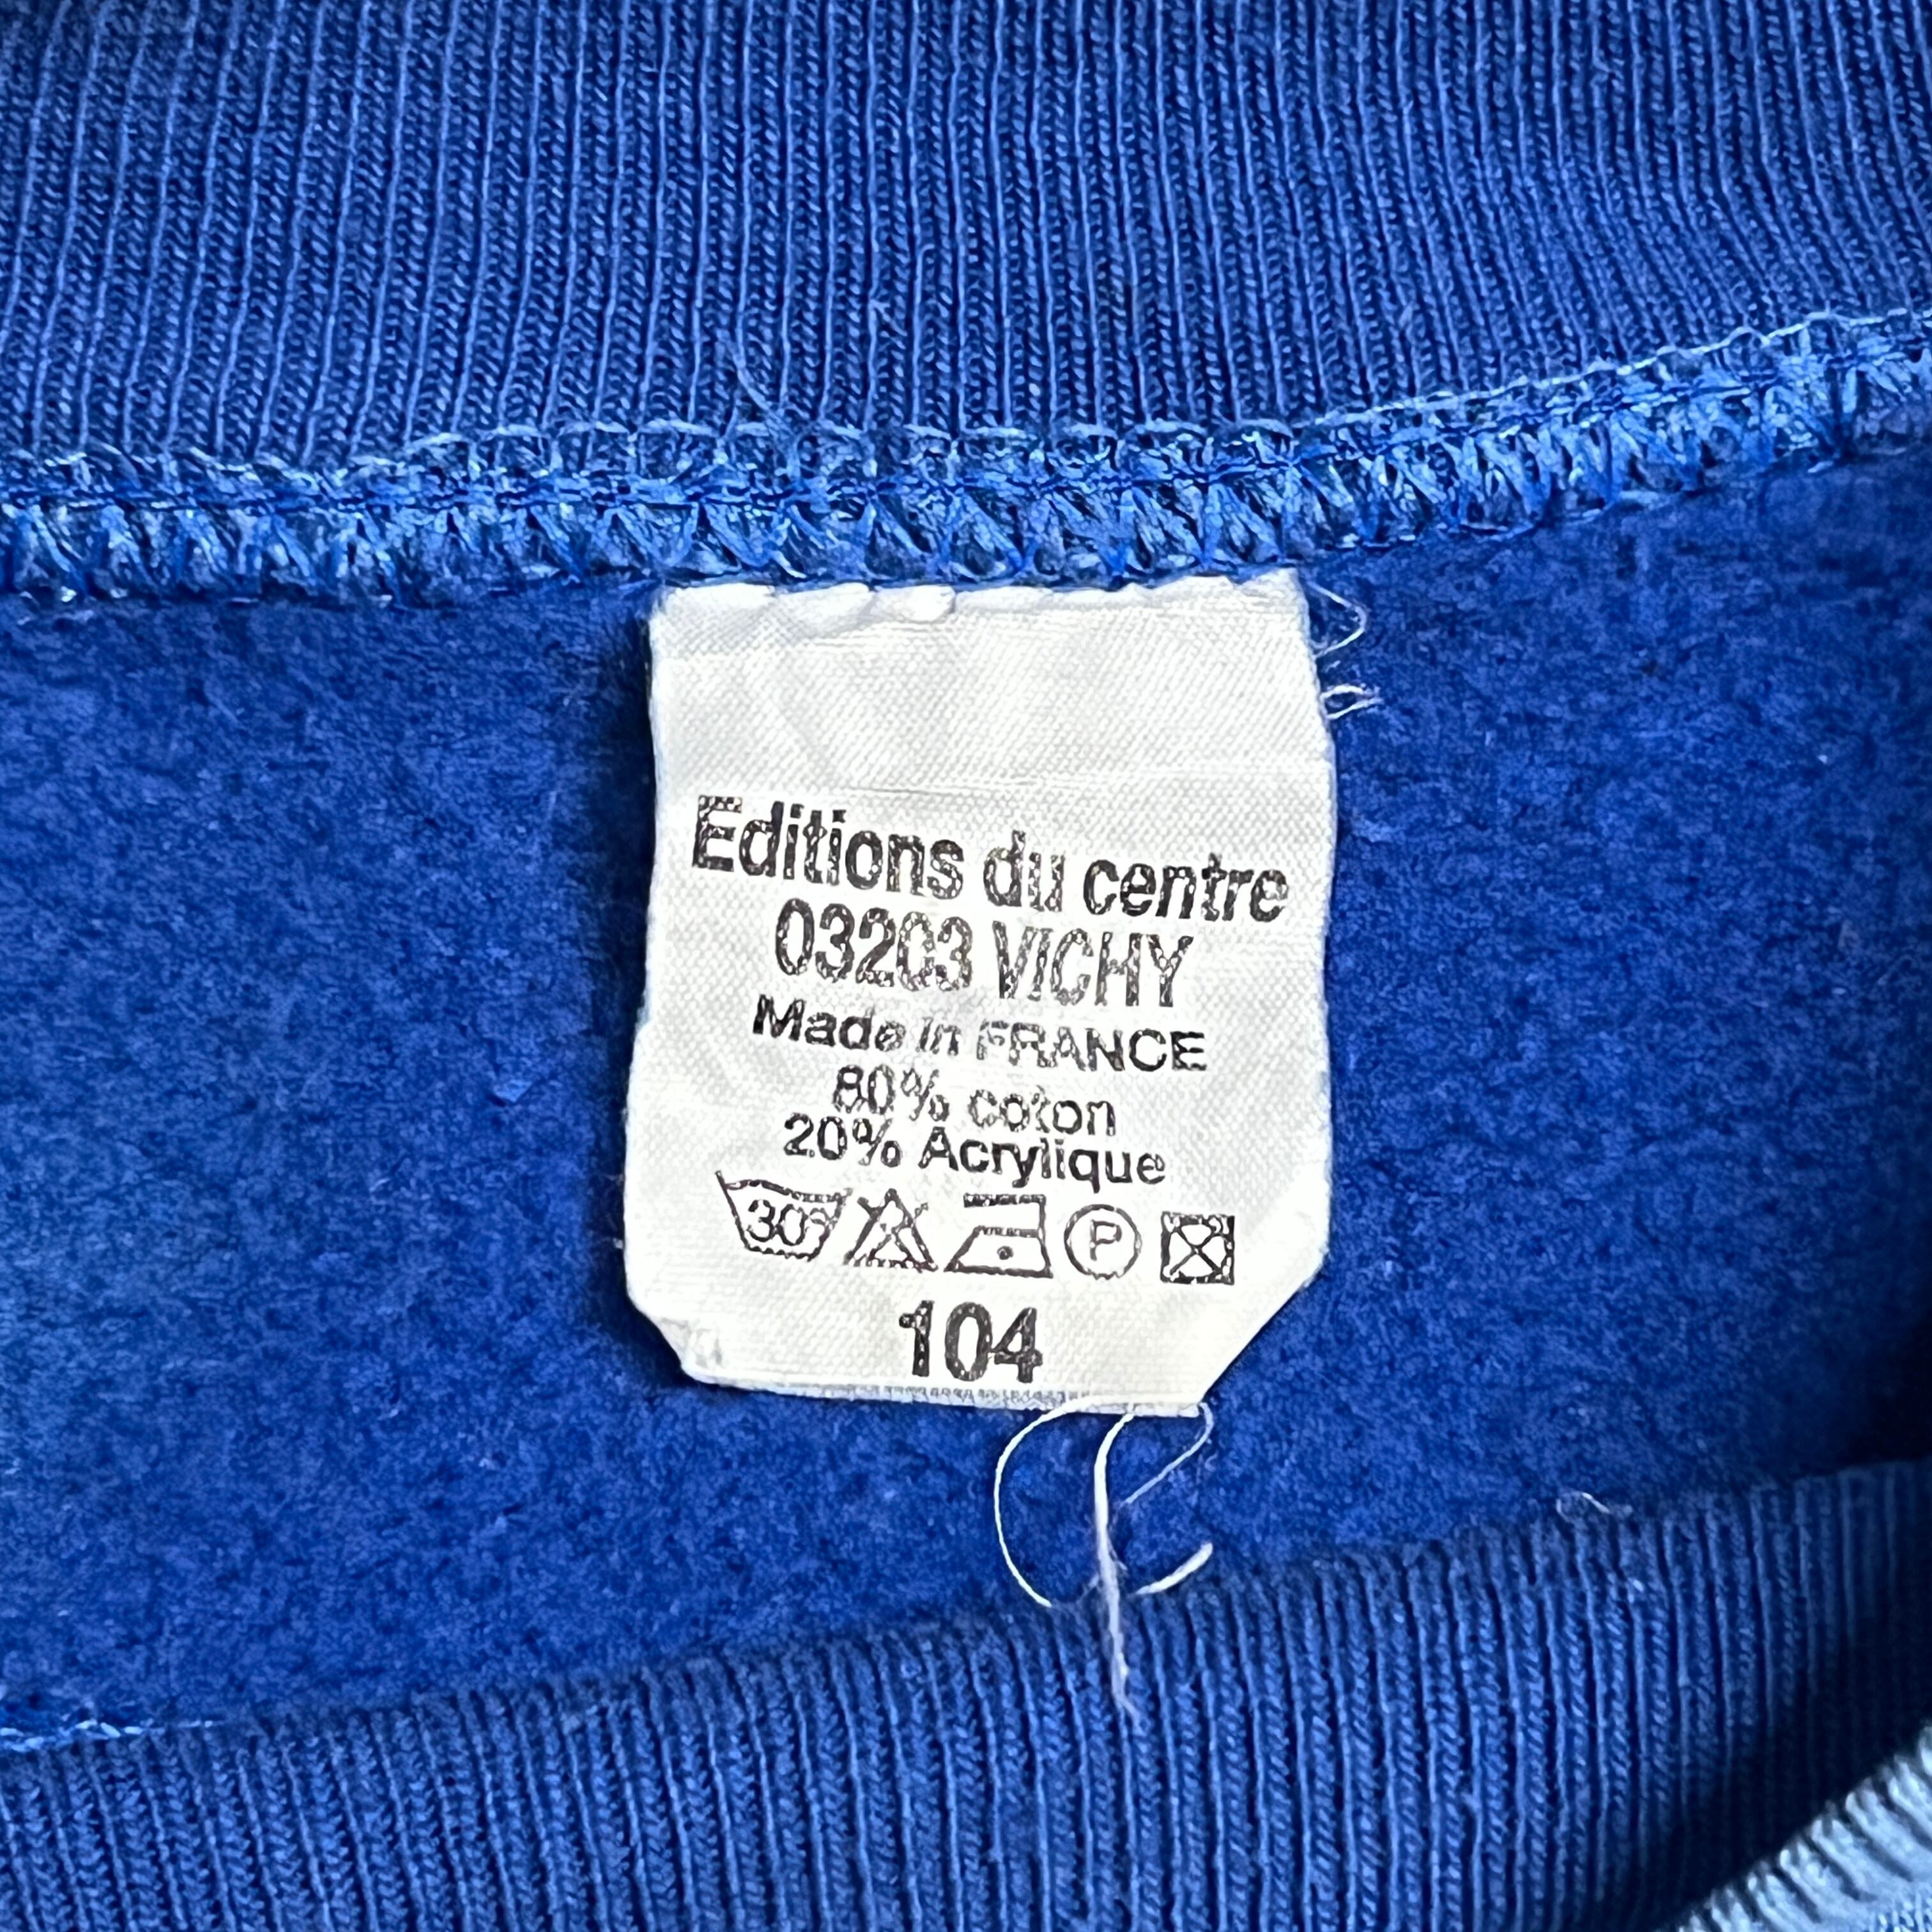 Editions du centre
03203 VICHY
Made in FRANCE
80% coton
20% Acrylique
30° P
104